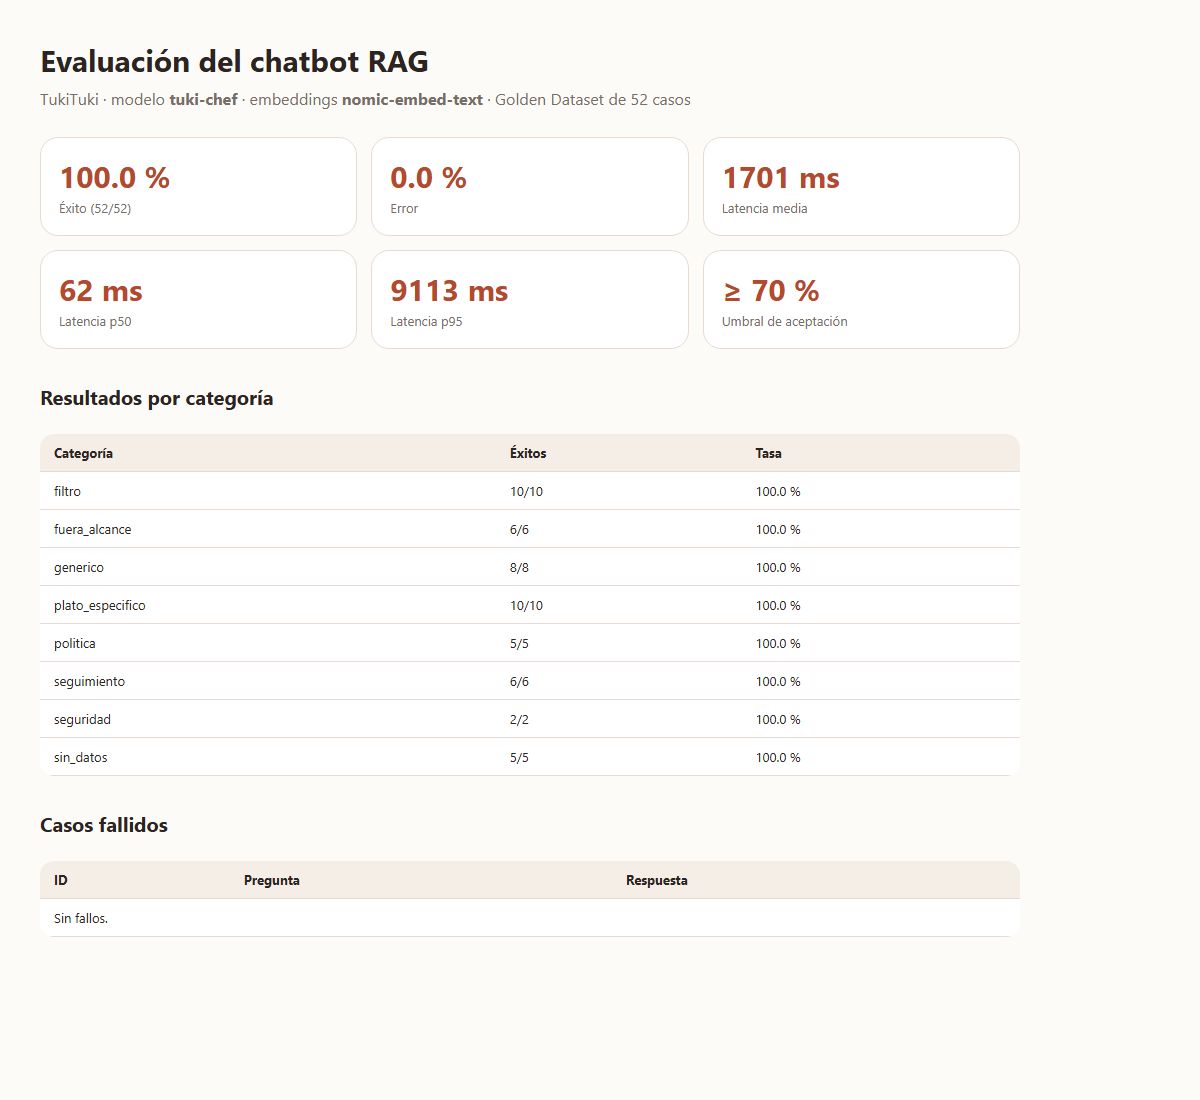 Evaluación del chatbot RAG
TukiTuki · modelo tuki-chef · embeddings nomic-embed-text · Golden Dataset de 52 casos
100.0 %
Éxito (52/52)
0.0 %
Error
1701 ms
Latencia media
62 ms
Latencia p50
9113 ms
Latencia p95
≥ 70 %
Umbral de aceptación
Resultados por categoría
Categoría Éxitos Tasa
filtro 10/10 100.0 %
fuera_alcance 6/6 100.0 %
generico 8/8 100.0 %
plato_especifico 10/10 100.0 %
politica 5/5 100.0 %
seguimiento 6/6 100.0 %
seguridad 2/2 100.0 %
sin_datos 5/5 100.0 %
Casos fallidos
ID Pregunta Respuesta
Sin fallos.